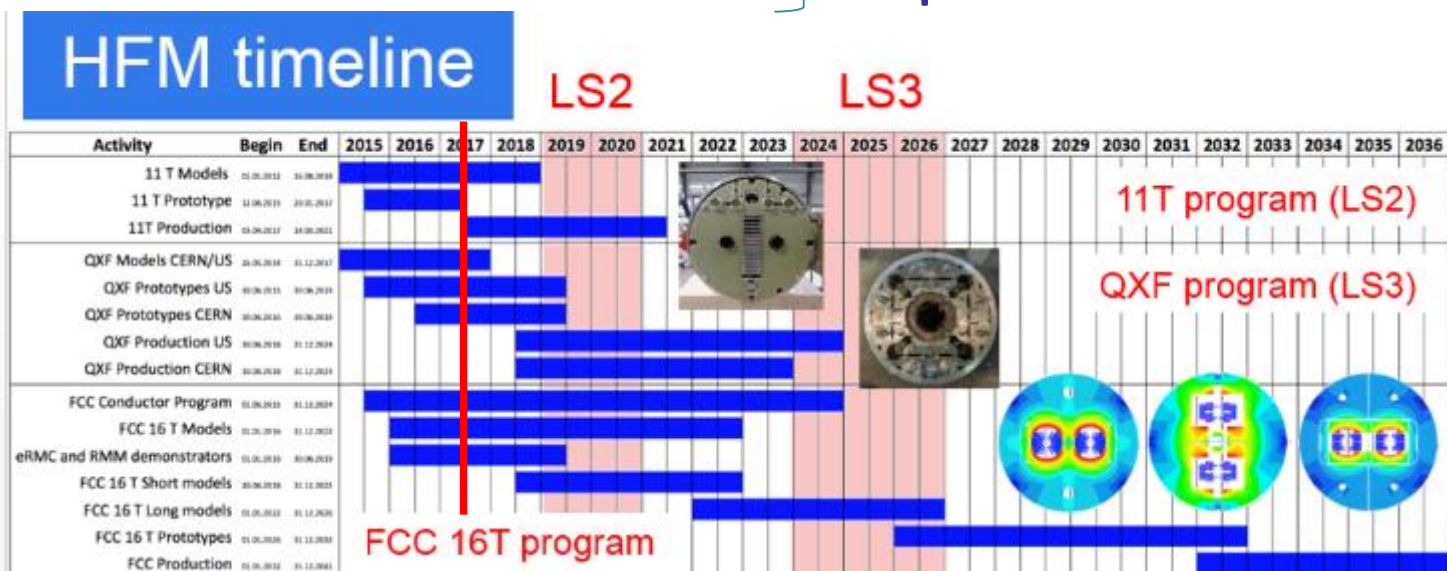 HFM timeline
LS2
LS3
Activity Begin End 2015 2016 2017 2018 2019 2020 2021 2022 2023 2024 2025 2026 2027 2028 2029 2030 2031 2032 2033 2034 2035 2036
11 T Models
11T program (LS2)
11 T Prototype
11T Production
QXF Models CERN/US
QXF Prototypes US
QXF program (LS3)
QXF Prototypes CERN
QXF Production US
QXF Production CERN
FCC Conductor Program
FCC 16 T Models
eRMC and RMM demonstrators
FCC 16 T Short models
FCC 16 T Long models
FCC 16 T Prototypes
FCC 16T program
FCC Production